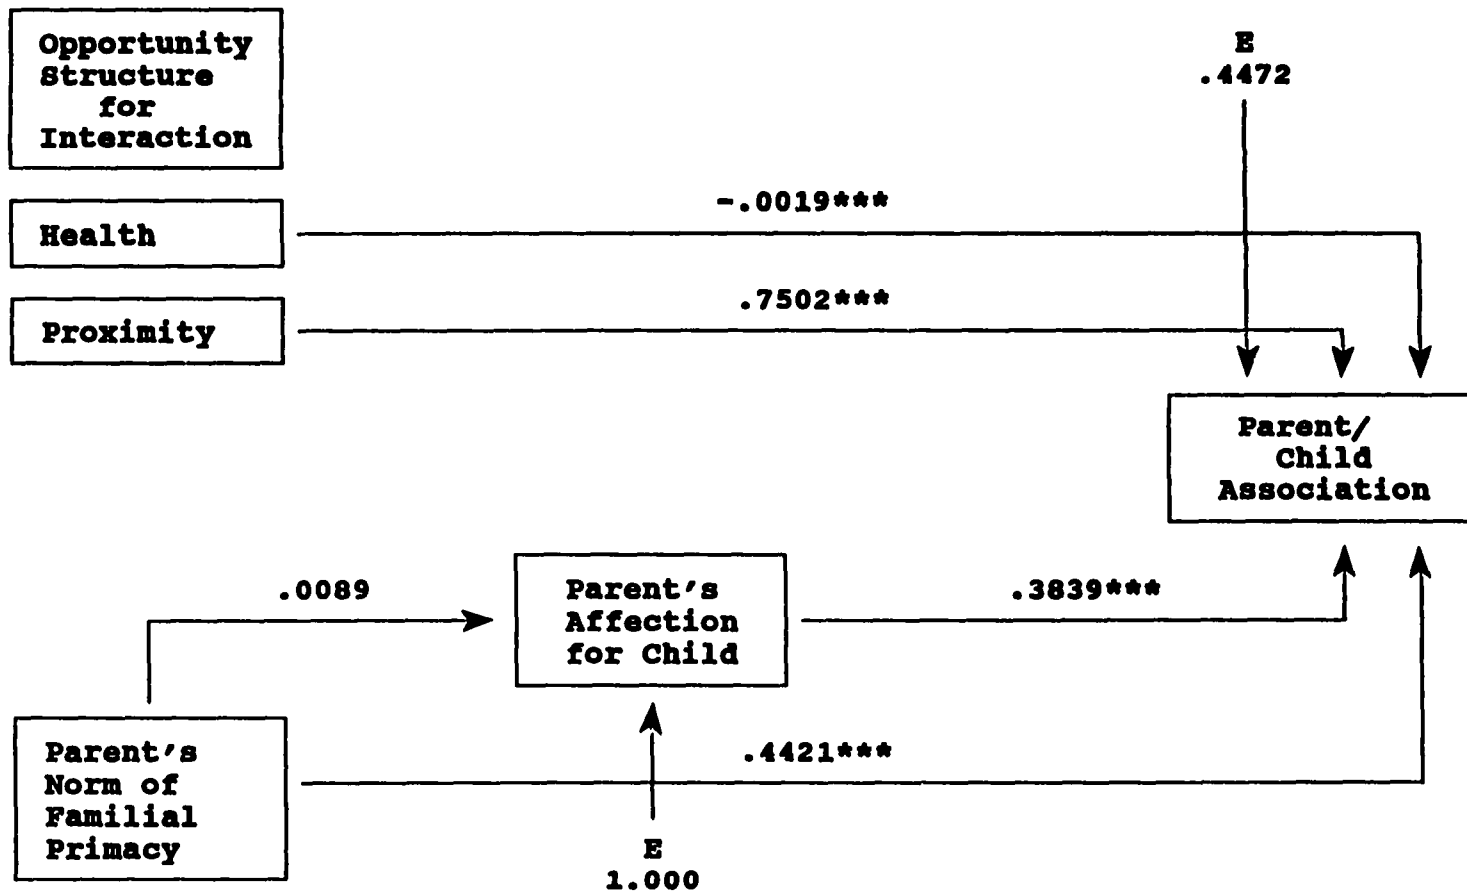 Opportunity
Structure
for
Interaction
E
.4472
Health
-.0019***
Proximity
.7502***
Parent/
Child
Association
.0089
Parent's
Affection
for Child
.3839***
Parent's
Norm of
Familial
Primacy
.4421***
E
1.000